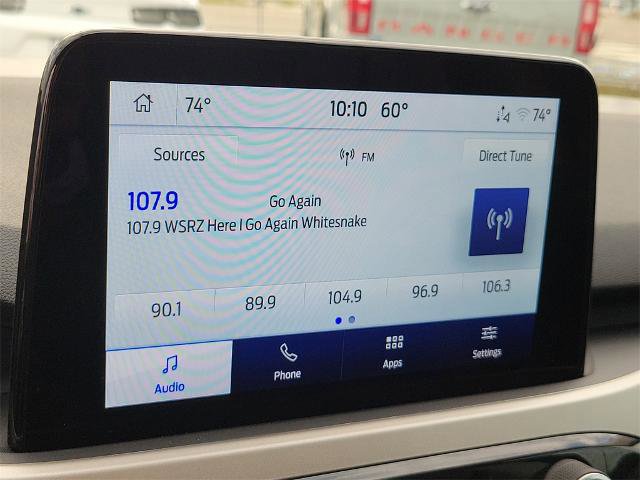 RANGER
74° 10:10 60° 74°
Sources FM Direct Tune
107.9 Go Again
107.9 WSRZ Here I Go Again Whitesnake
90.1 89.9 104.9 96.9 106.3
Audio Phone Apps Settings